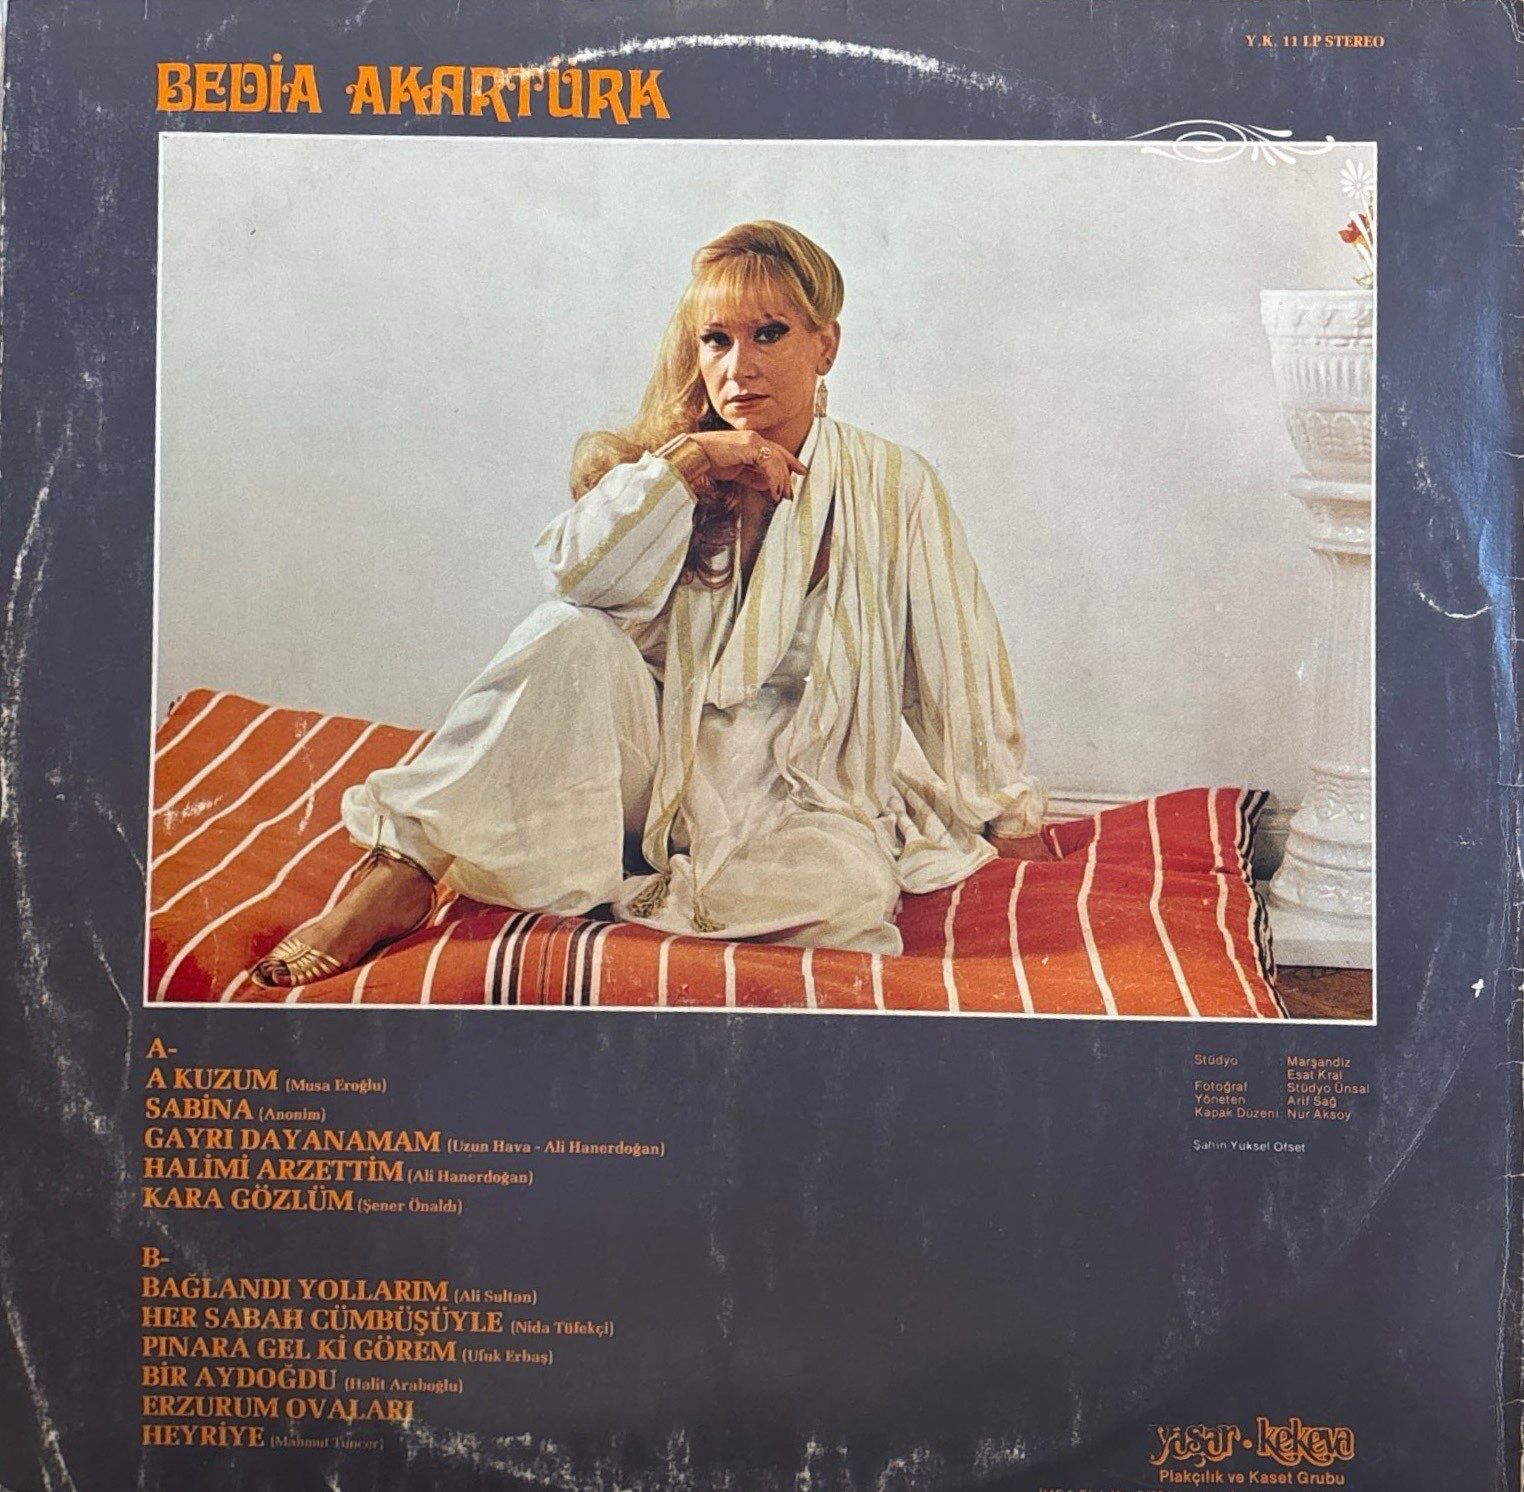 Y.K. 11 LP STEREO
BEDİA AKARTÜRK
A-
A KUZUM (Musa Eroğlu)
SABİNA (Anonim)
GAYRI DAYANAMAM (Uzun Hava - Ali Hanerdoğan)
HALİMİ ARZETTİM (Ali Hanerdoğan)
KARA GÖZLÜM (Şener Önaldı)
B-
BAĞLANDI YOLLARIM (Ali Sultan)
HER SABAH CÜMBÜŞÜYLE (Nida Tüfekçi)
PINARA GEL Kİ GÖREM (Ufuk Erbaş)
BİR AYDOĞDU (Halit Araboğlu)
ERZURUM OVALARI
HEYRİYE (Mahmut Tuncer)
Stüdyo : Marşandiz
Esat Kral
Fotoğraf : Stüdyo Ünsal
Yöneten : Arif Sağ
Kapak Düzeni : Nur Aksoy
Şahin Yüksel Ofset
yaşar • kekeva
Plakçılık ve Kaset Grubu